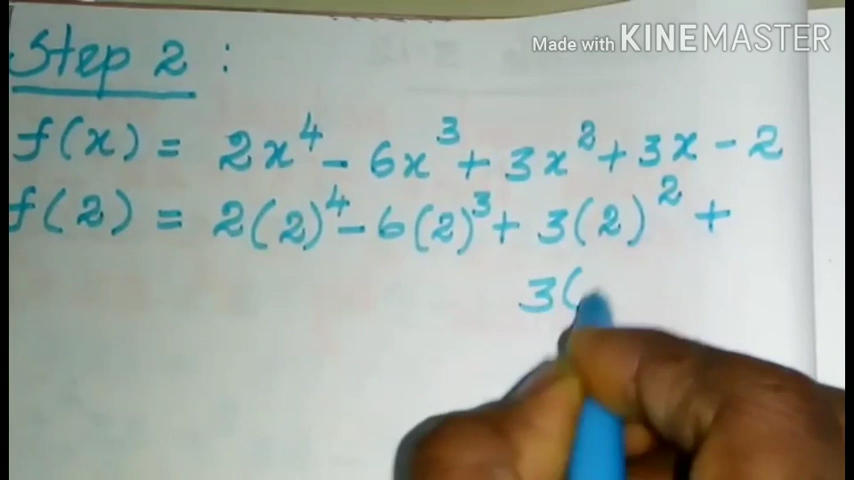 Made with KINEMASTER
Step 2 :
f(x) = 2x⁴ - 6x³ + 3x² + 3x - 2
f(2) = 2(2)⁴ - 6(2)³ + 3(2)² +
3(